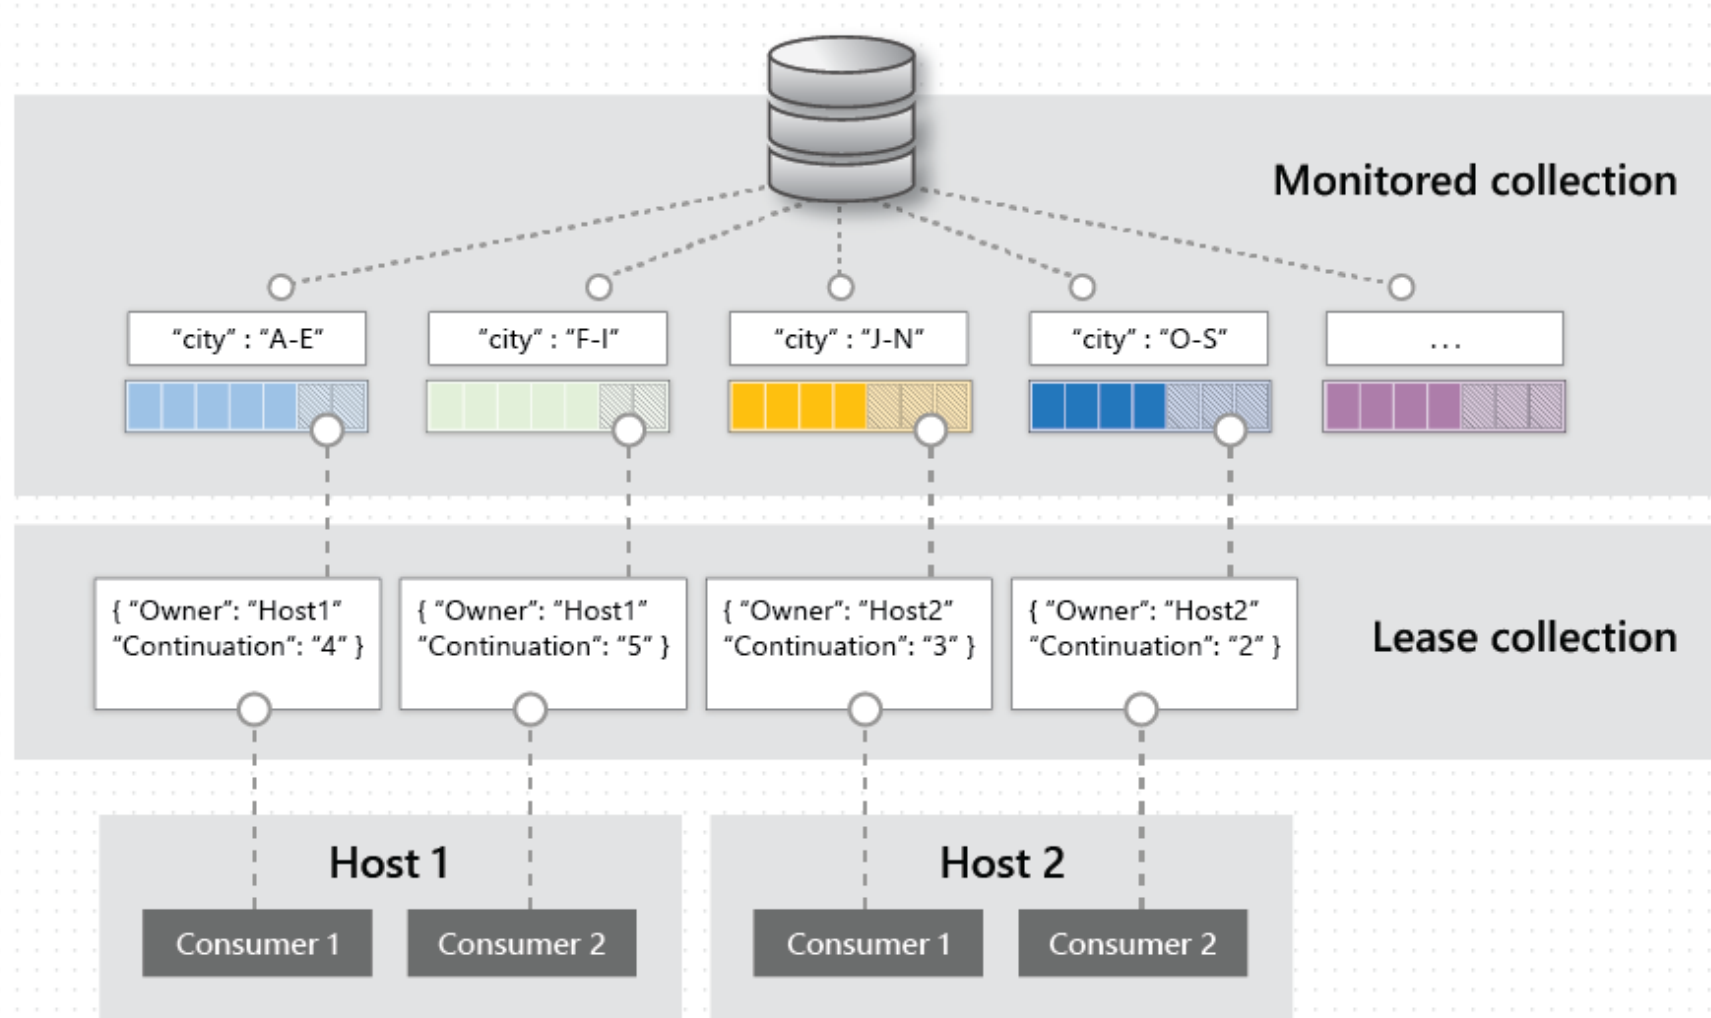 Monitored collection
“city” : “A-E”
“city” : “F-I”
“city” : “J-N”
“city” : “O-S”
...
{ “Owner”: “Host1”
“Continuation”: “4” }
{ “Owner”: “Host1”
“Continuation”: “5” }
{ “Owner”: “Host2”
“Continuation”: “3” }
{ “Owner”: “Host2”
“Continuation”: “2” }
Lease collection
Host 1
Consumer 1
Consumer 2
Host 2
Consumer 1
Consumer 2